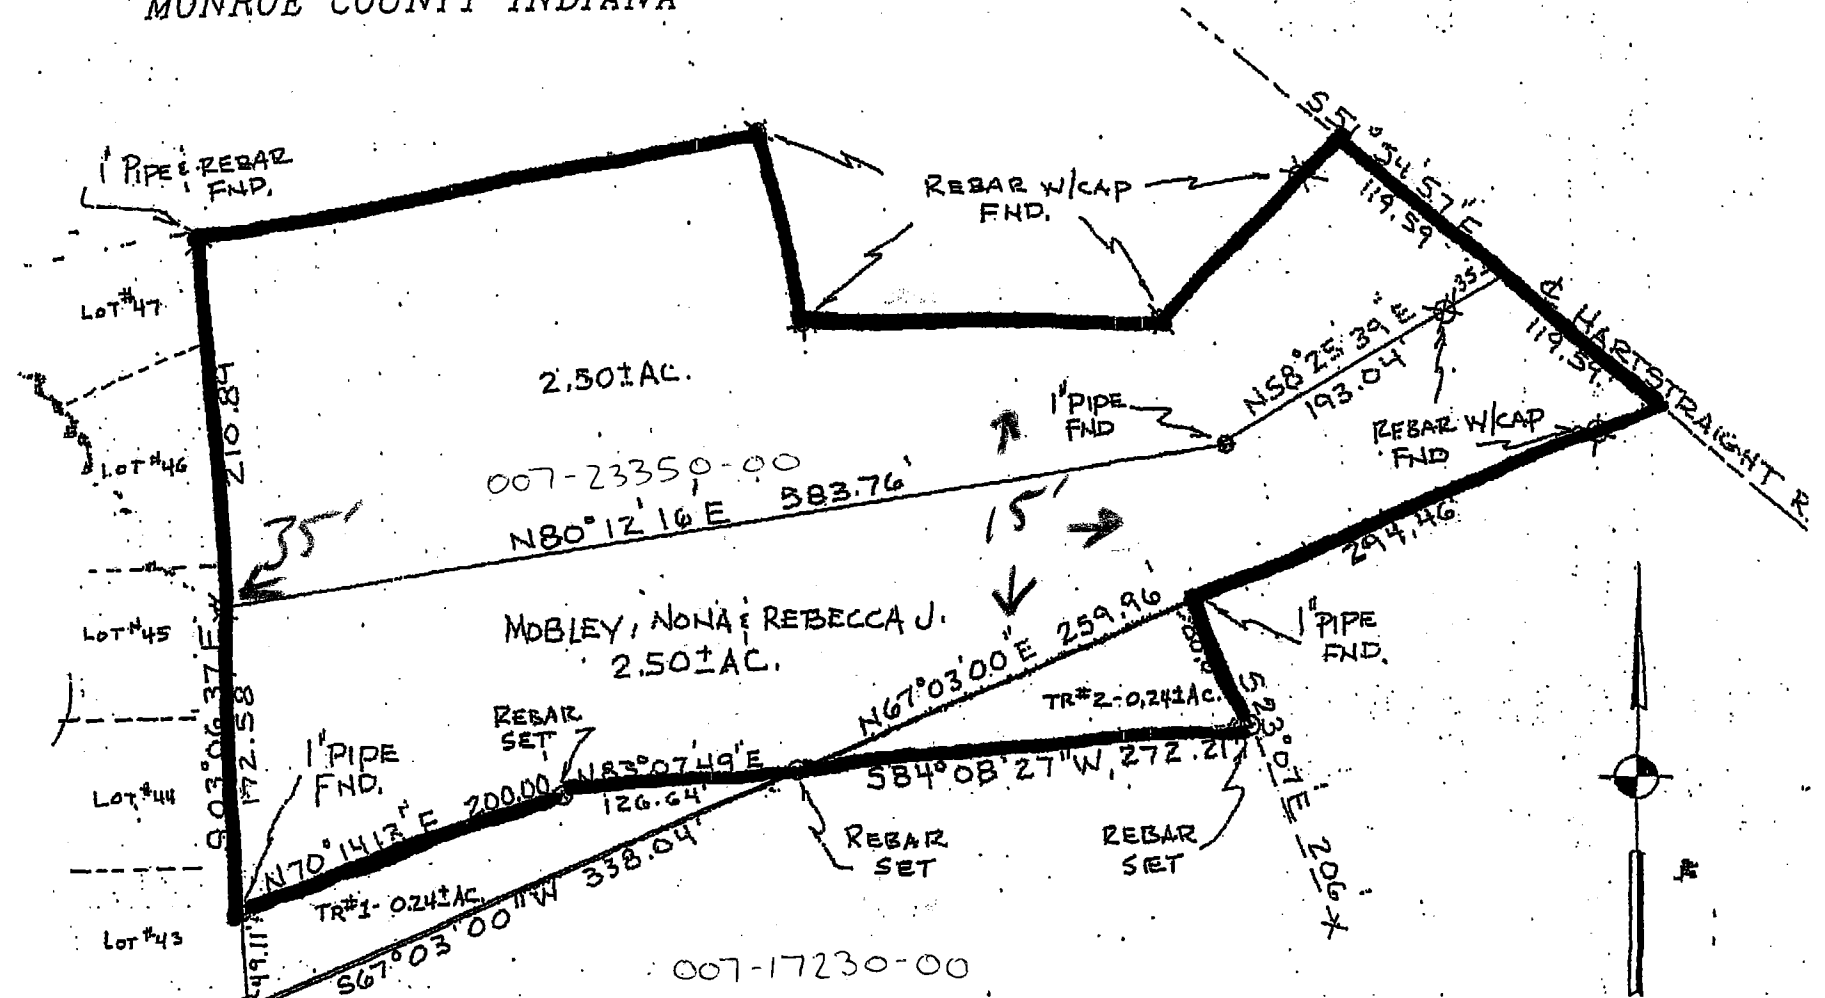 MONROE COUNTY INDIANA
1" PIPE & REBAR
FND.
REBAR W/CAP
FND.
S 51° 54' 57" E
119.59
LOT #47
35'
℄ HARTSTRAIGHT R.
119.59
210.84
2.50±AC.
N58°25'39"E
193.04'
1" PIPE
FND
REBAR W/CAP
FND
LOT #46
007-23350-00
N80°12'16"E 583.76'
35'
15'
294.46
LOT #45
MOBLEY, NONA & REBECCA J.
2.50±AC.
N67°03'00"E 259.96
1" PIPE
FND.
172.58
REBAR
SET
TR#2-0.24±AC.
S23°07'E 206
1" PIPE
FND.
N83°07'49"E
126.64'
S84°08'27"W, 272.21'
LOT #44
N70°14'13"E 200.00
REBAR
SET
REBAR
SET
TR#1-0.24±AC.
S67°03'00"W 338.04'
LOT #43
49.11'
007-17230-00